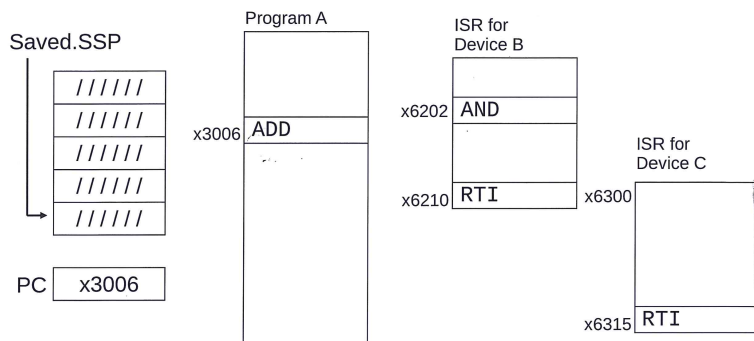 Saved.SSP
//////
//////
//////
//////
//////
PC
x3006
Program A
x3006
ADD
ISR for
Device B
x6202
AND
x6210
RTI
ISR for
Device C
x6300
x6315
RTI